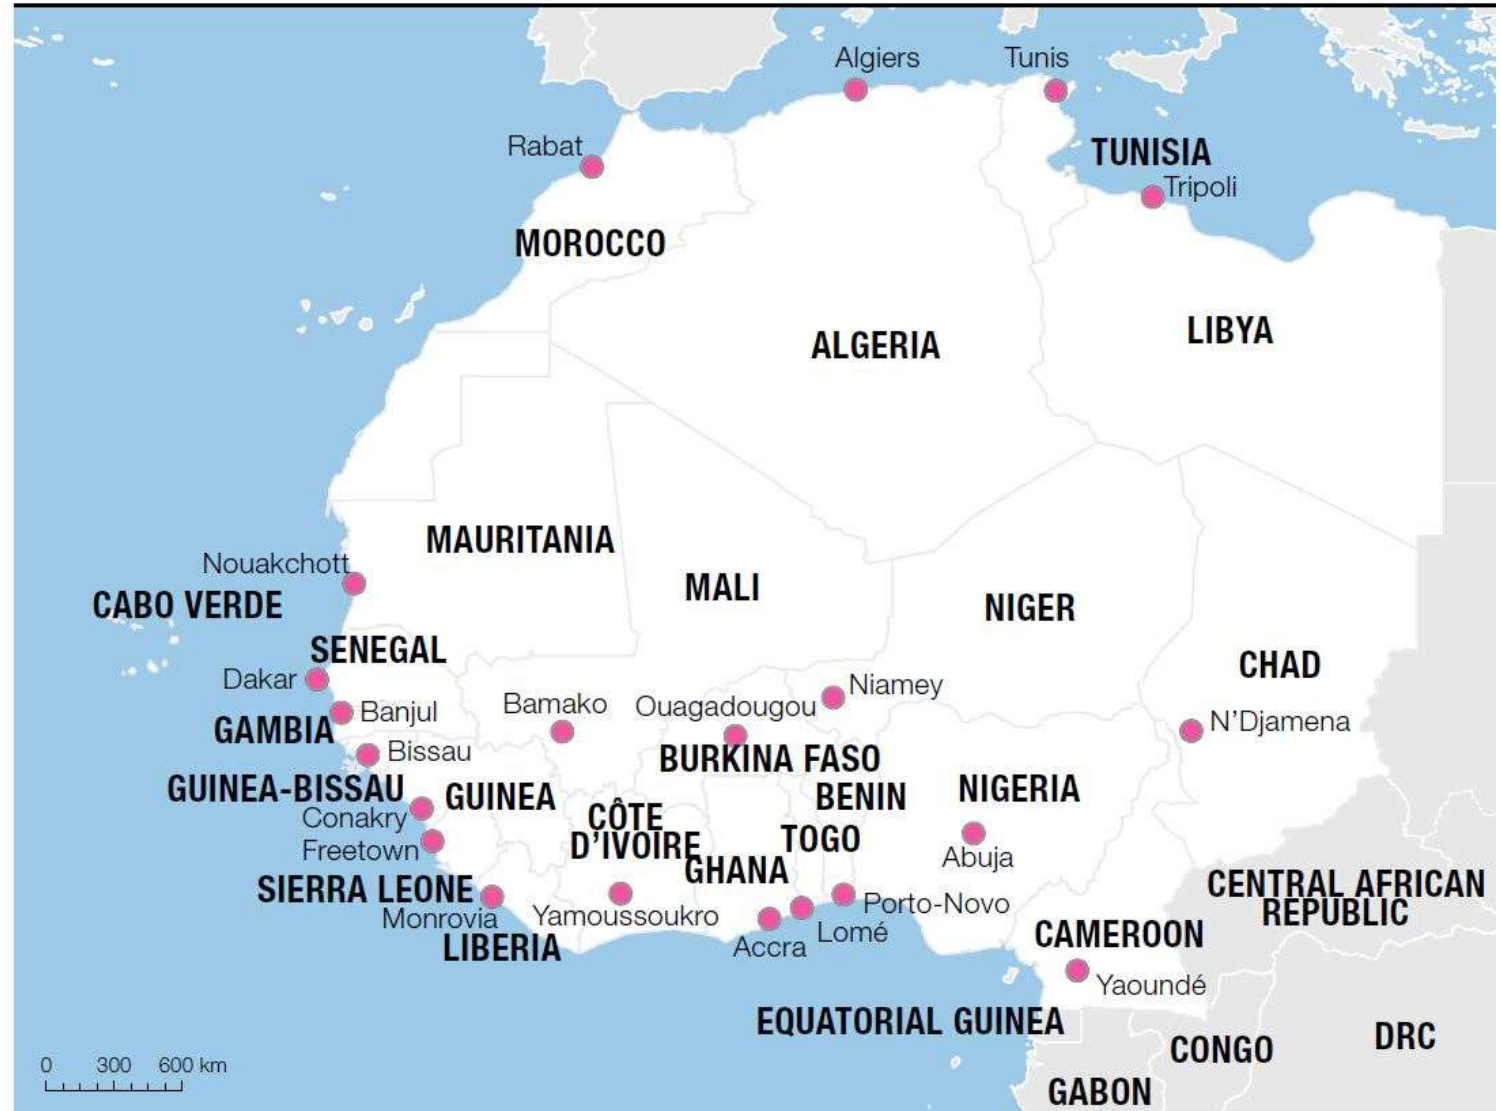 Algiers
Tunis
Rabat
TUNISIA
Tripoli
MOROCCO
LIBYA
ALGERIA
MAURITANIA
Nouakchott
MALI
CABO VERDE
NIGER
SENEGAL
CHAD
Dakar
Niamey
Bamako
Ouagadougou
Banjul
N'Djamena
GAMBIA
Bissau
BURKINA FASO
GUINEA-BISSAU
GUINEA
BENIN
NIGERIA
Conakry
CÔTE
D'IVOIRE
TOGO
Freetown
Abuja
GHANA
SIERRA LEONE
CENTRAL AFRICAN
REPUBLIC
Monrovia
Yamoussoukro
Porto-Novo
Lomé
CAMEROON
LIBERIA
Accra
Yaoundé
EQUATORIAL GUINEA
DRC
CONGO
0 300 600 km
GABON